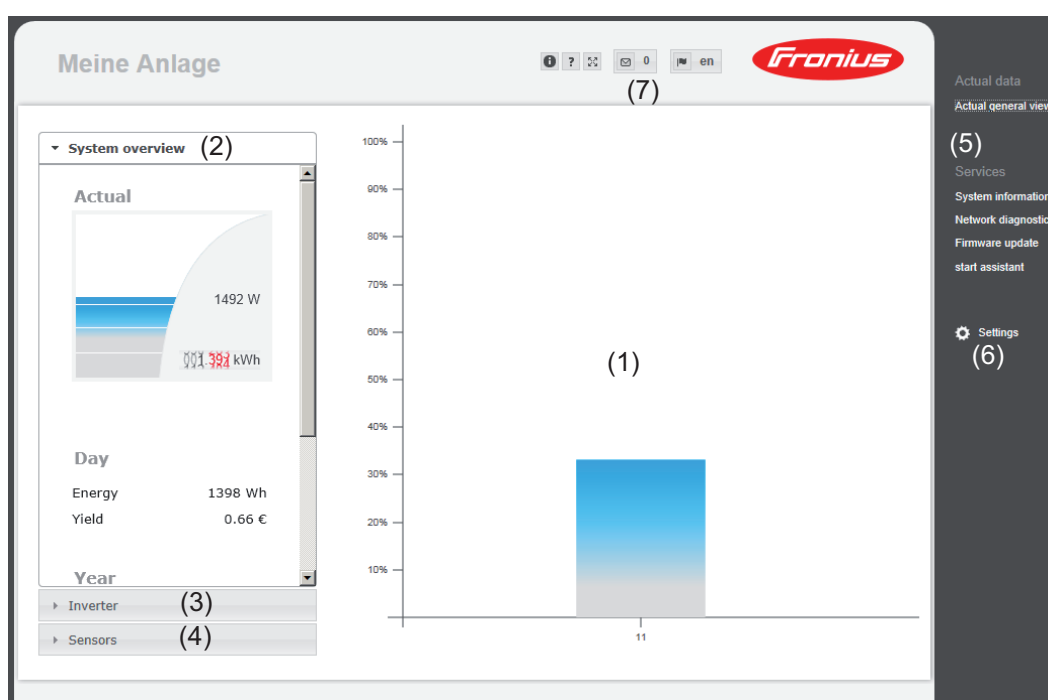 Meine Anlage
i ? 0 en
Fronius
(7)
Actual data
Actual general view
(5)
Services
System information
Network diagnostic
Firmware update
start assistant
Settings
(6)
System overview (2)
Actual
1492 W
kWh
Day
Energy 1398 Wh
Yield 0.66 €
Year
Inverter (3)
Sensors (4)
100%
90%
80%
70%
60%
(1)
50%
40%
30%
20%
10%
11